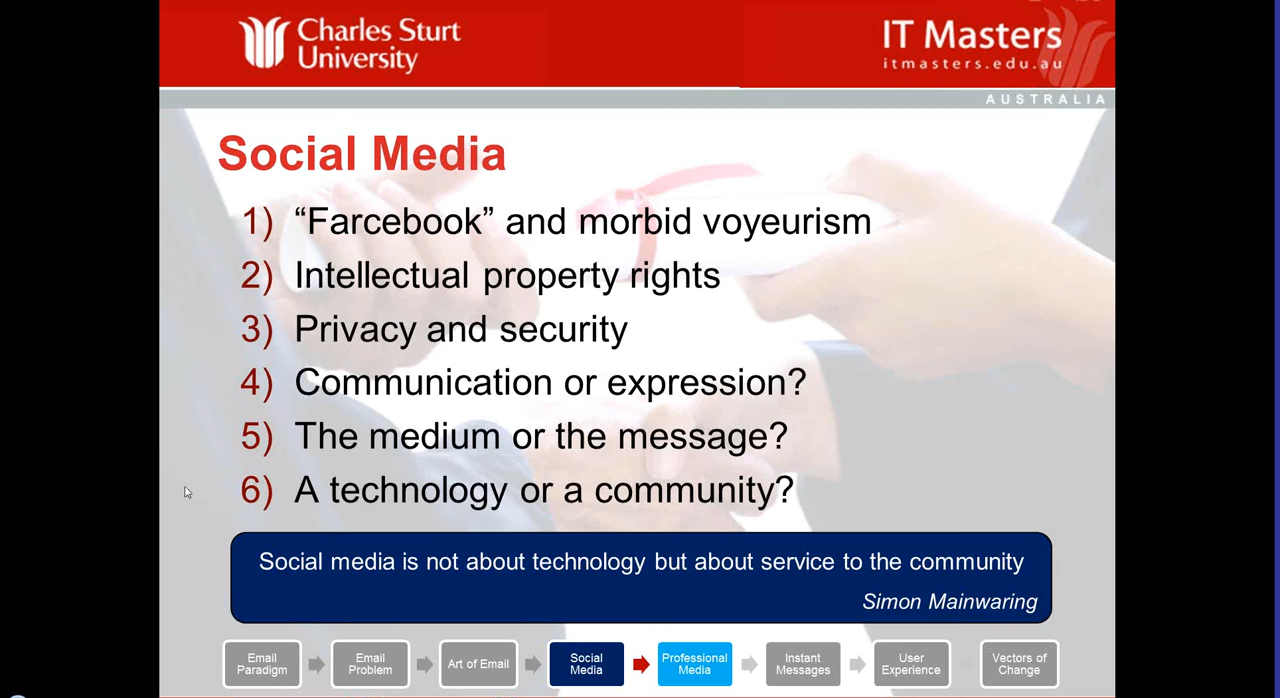 Charles Sturt
University
IT Masters
itmasters.edu.au
AUSTRALIA
Social Media
1) “Farcebook” and morbid voyeurism
2) Intellectual property rights
3) Privacy and security
4) Communication or expression?
5) The medium or the message?
6) A technology or a community?
Social media is not about technology but about service to the community
Simon Mainwaring
Email
Paradigm
Email
Problem
Art of Email
Social
Media
Professional
Media
Instant
Messages
User
Experience
Vectors of
Change